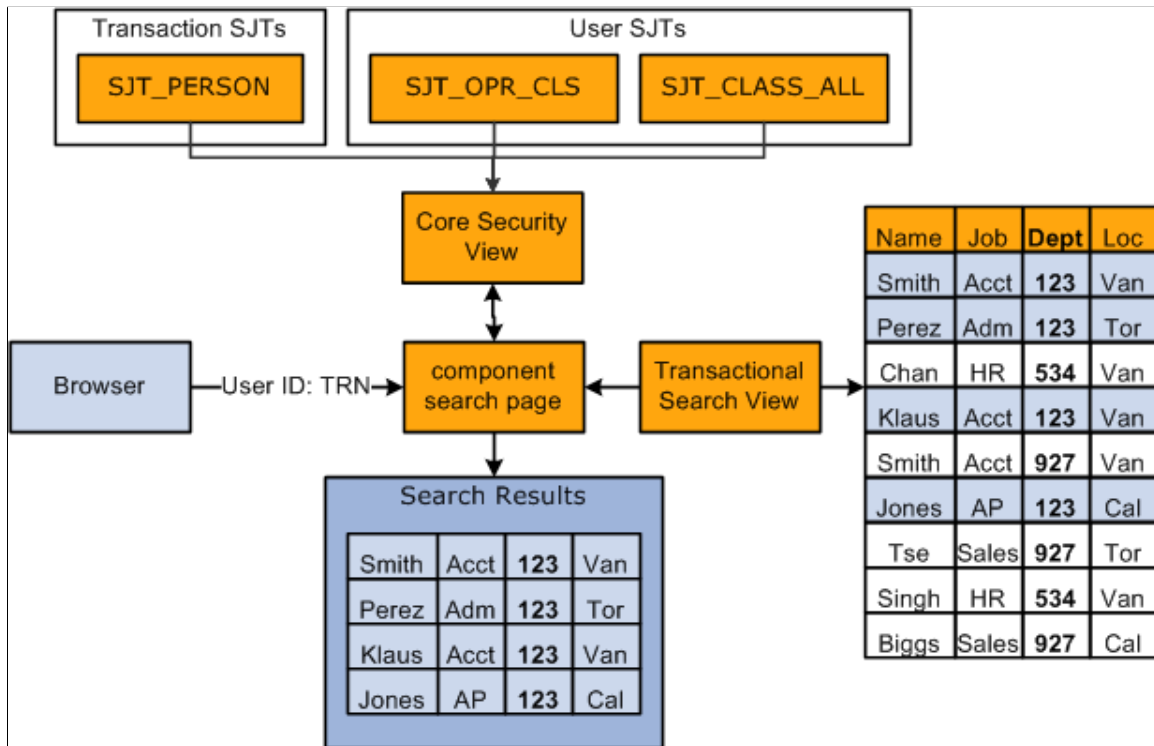 Transaction SJTs
User SJTs
SJT_PERSON
SJT_OPR_CLS
SJT_CLASS_ALL
Core Security
View
Browser
User ID: TRN
component
search page
Transactional
Search View
Name Job Dept Loc
Smith Acct 123 Van
Perez Adm 123 Tor
Chan HR 534 Van
Klaus Acct 123 Van
Smith Acct 927 Van
Jones AP 123 Cal
Tse Sales 927 Tor
Singh HR 534 Van
Biggs Sales 927 Cal
Search Results
Smith Acct 123 Van
Perez Adm 123 Tor
Klaus Acct 123 Van
Jones AP 123 Cal